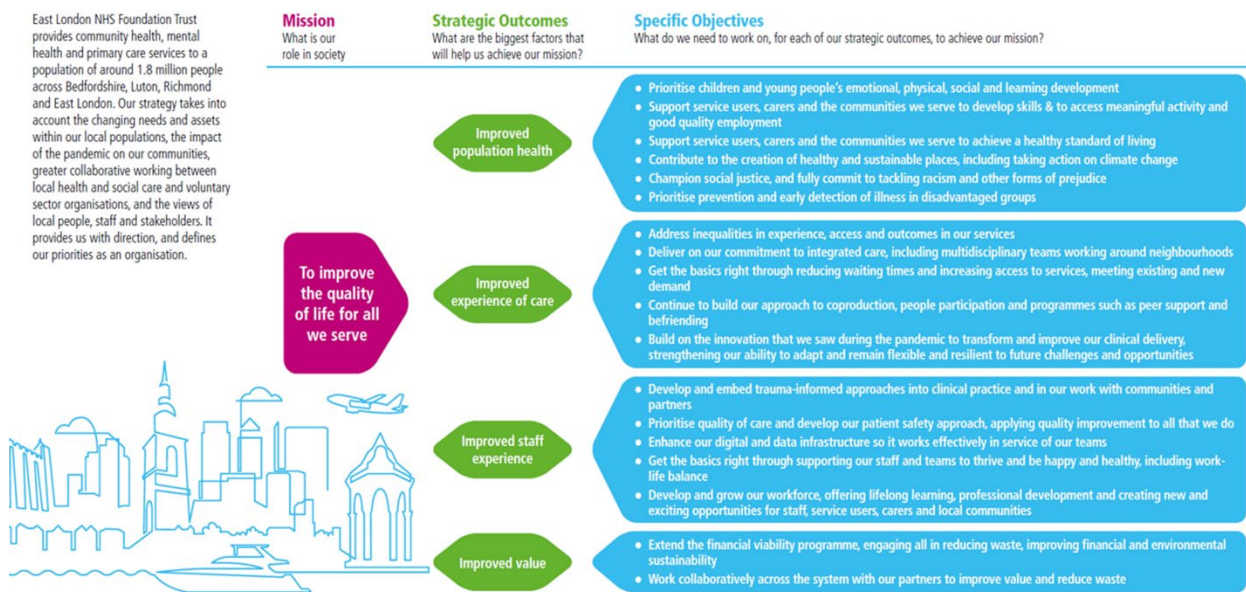 East London NHS Foundation Trust
provides community health, mental
health and primary care services to a
population of around 1.8 million people
across Bedfordshire, Luton, Richmond
and East London. Our strategy takes into
account the changing needs and assets
within our local populations, the impact
of the pandemic on our communities,
greater collaborative working between
local health and social care and voluntary
sector organisations, and the views of
local people, staff and stakeholders. It
provides us with direction, and defines
our priorities as an organisation.
Mission
What is our
role in society
Strategic Outcomes
What are the biggest factors that
will help us achieve our mission?
Specific Objectives
What do we need to work on, for each of our strategic outcomes, to achieve our mission?
To improve
the quality
of life for all
we serve
Improved
population health
● Prioritise children and young people's emotional, physical, social and learning development
● Support service users, carers and the communities we serve to develop skills & to access meaningful activity and
good quality employment
● Support service users, carers and the communities we serve to achieve a healthy standard of living
● Contribute to the creation of healthy and sustainable places, including taking action on climate change
● Champion social justice, and fully commit to tackling racism and other forms of prejudice
● Prioritise prevention and early detection of illness in disadvantaged groups
Improved
experience of care
● Address inequalities in experience, access and outcomes in our services
● Deliver on our commitment to integrated care, including multidisciplinary teams working around neighbourhoods
● Get the basics right through reducing waiting times and increasing access to services, meeting existing and new
demand
● Continue to build our approach to coproduction, people participation and programmes such as peer support and
befriending
● Build on the innovation that we saw during the pandemic to transform and improve our clinical delivery,
strengthening our ability to adapt and remain flexible and resilient to future challenges and opportunities
Improved staff
experience
● Develop and embed trauma-informed approaches into clinical practice and in our work with communities and
partners
● Prioritise quality of care and develop our patient safety approach, applying quality improvement to all that we do
● Enhance our digital and data infrastructure so it works effectively in service of our teams
● Get the basics right through supporting our staff and teams to thrive and be happy and healthy, including work-
life balance
● Develop and grow our workforce, offering lifelong learning, professional development and creating new and
exciting opportunities for staff, service users, carers and local communities
Improved value
● Extend the financial viability programme, engaging all in reducing waste, improving financial and environmental
sustainability
● Work collaboratively across the system with our partners to improve value and reduce waste